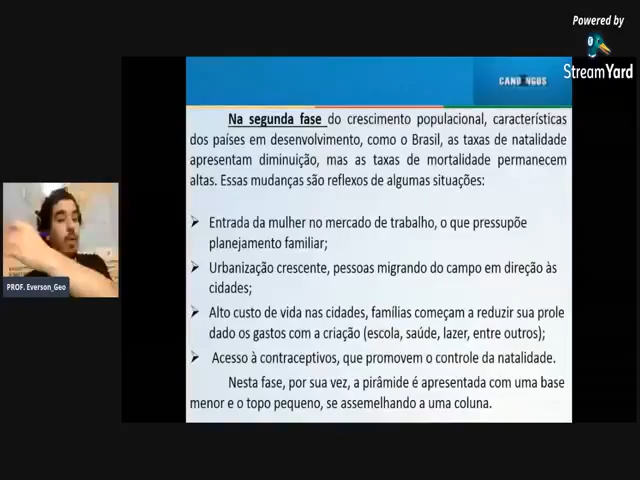 Powered by
StreamYard
CANDANGUS
Na segunda fase do crescimento populacional, características
dos países em desenvolvimento, como o Brasil, as taxas de natalidade
apresentam diminuição, mas as taxas de mortalidade permanecem
altas. Essas mudanças são reflexos de algumas situações:
➢ Entrada da mulher no mercado de trabalho, o que pressupõe
planejamento familiar;
➢ Urbanização crescente, pessoas migrando do campo em direção às
cidades;
➢ Alto custo de vida nas cidades, famílias começam a reduzir sua prole
dado os gastos com a criação (escola, saúde, lazer, entre outros);
➢ Acesso à contraceptivos, que promovem o controle da natalidade.
Nesta fase, por sua vez, a pirâmide é apresentada com uma base
menor e o topo pequeno, se assemelhando a uma coluna.
PROF. Everson_Geo